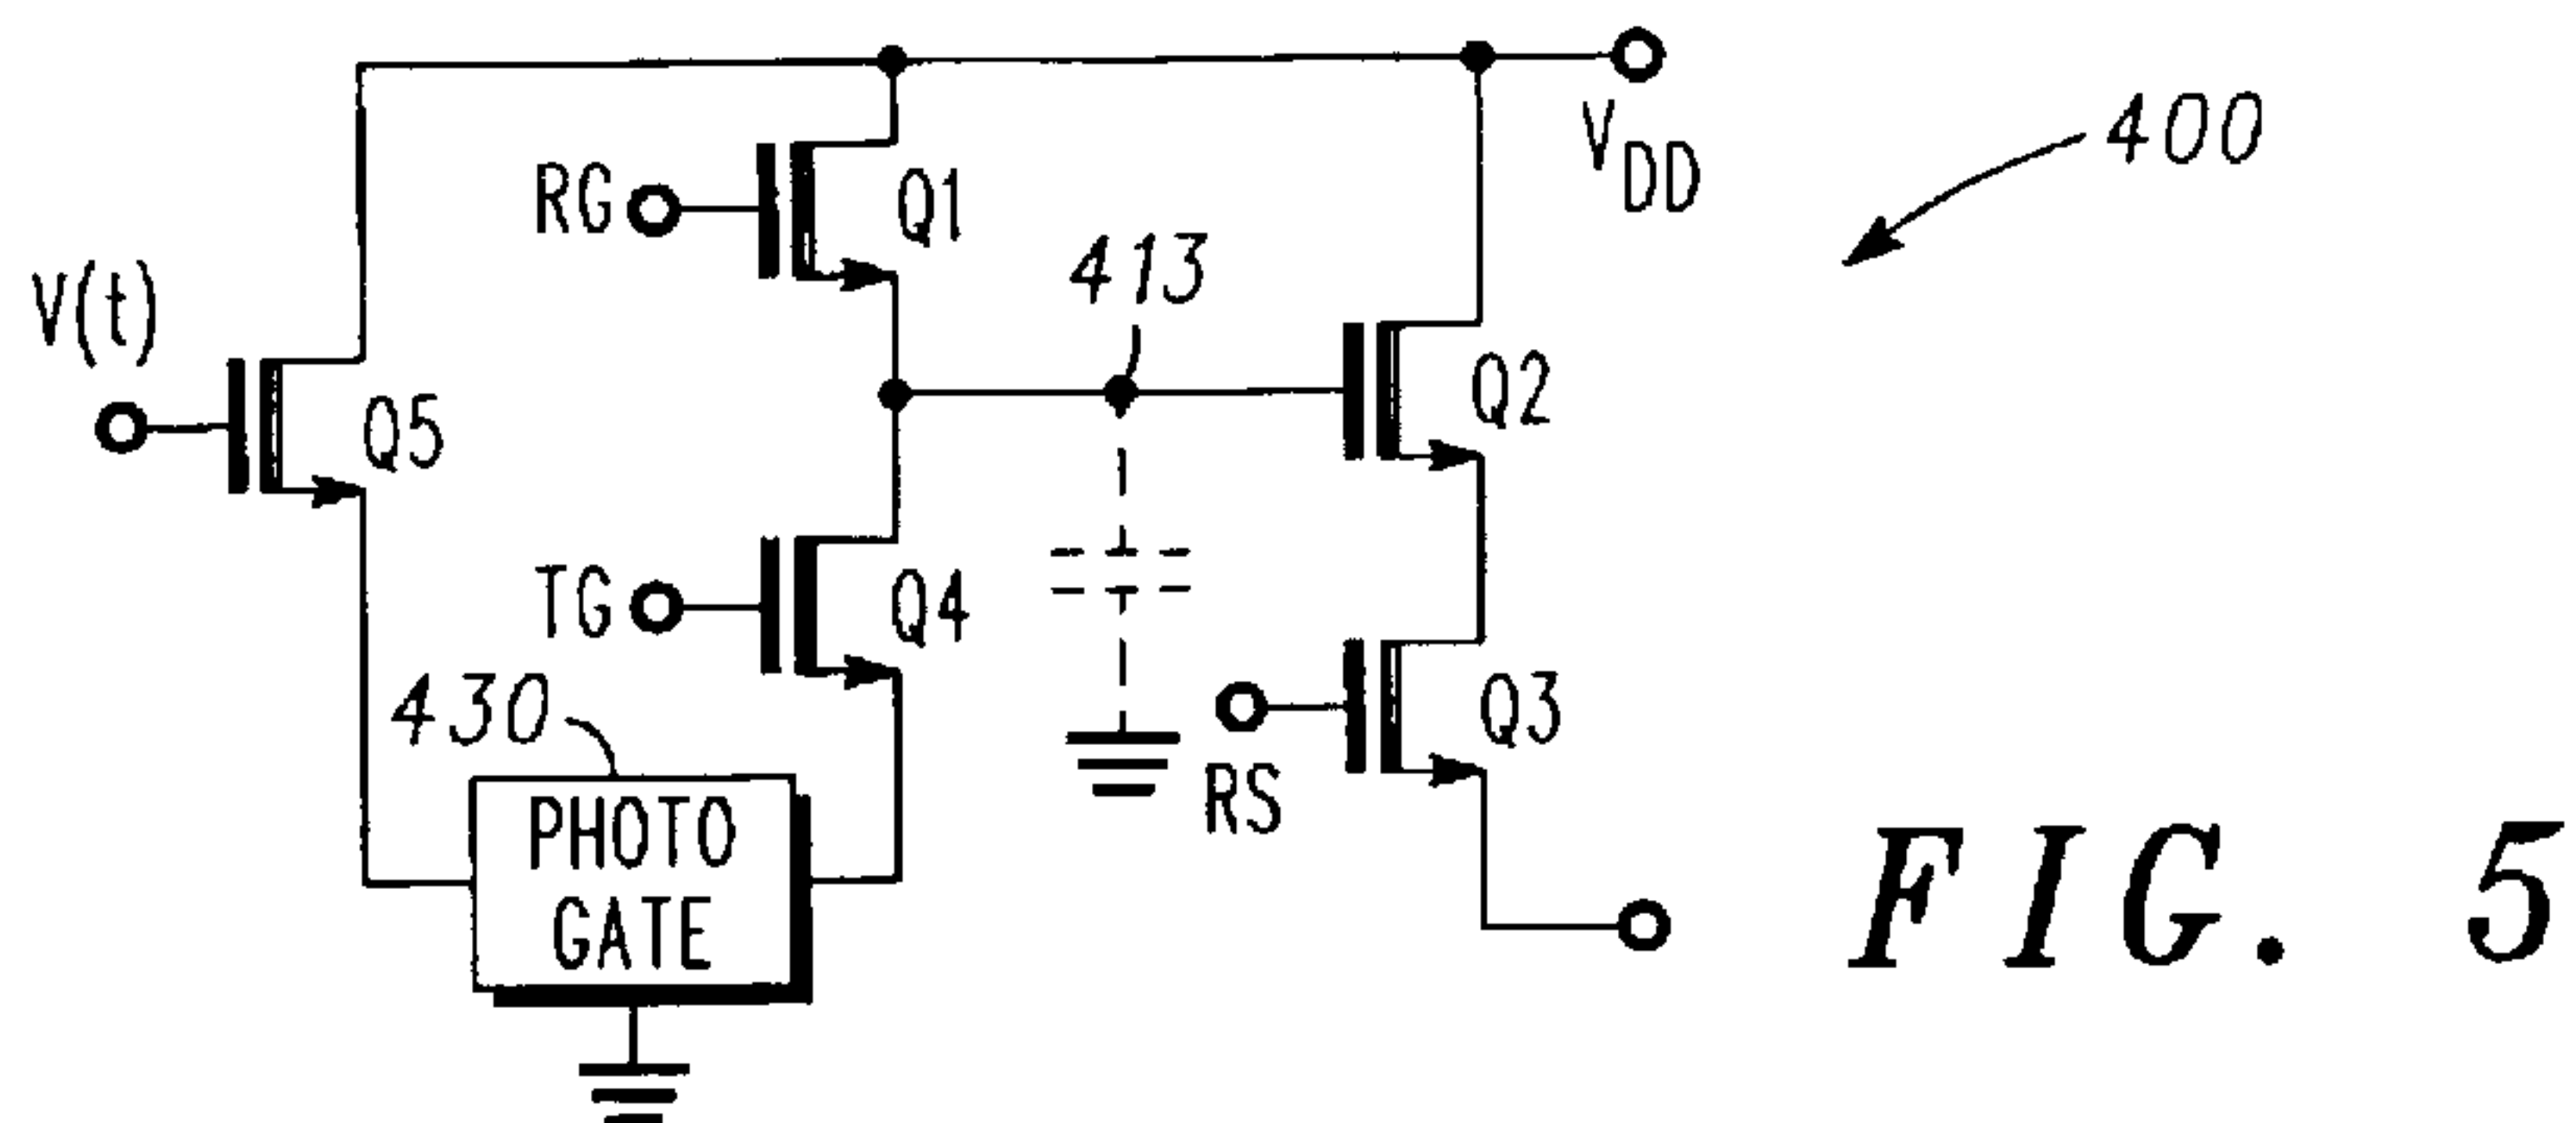 V_DD
400
RG
Q1
413
V(t)
Q5
Q2
TG
Q4
430
RS
Q3
PHOTO
GATE
FIG. 5